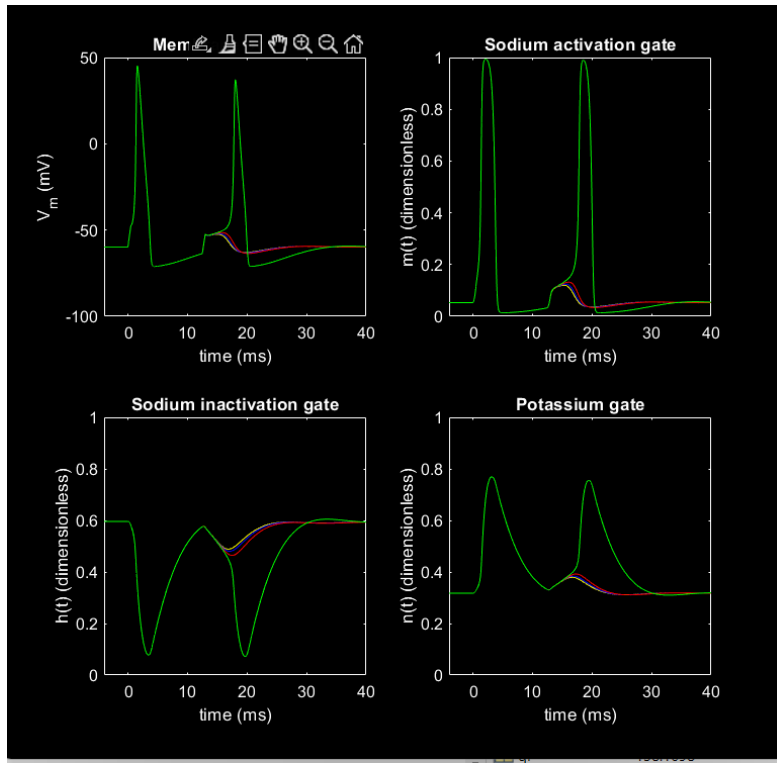 Mem
Sodium activation gate
50
0
-50
-100
V_m (mV)
0 10 20 30 40
time (ms)
1
0.8
0.6
0.4
0.2
0
m(t) (dimensionless)
0 10 20 30 40
time (ms)
Sodium inactivation gate
Potassium gate
1
0.8
0.6
0.4
0.2
0
h(t) (dimensionless)
0 10 20 30 40
time (ms)
1
0.8
0.6
0.4
0.2
0
n(t) (dimensionless)
0 10 20 30 40
time (ms)